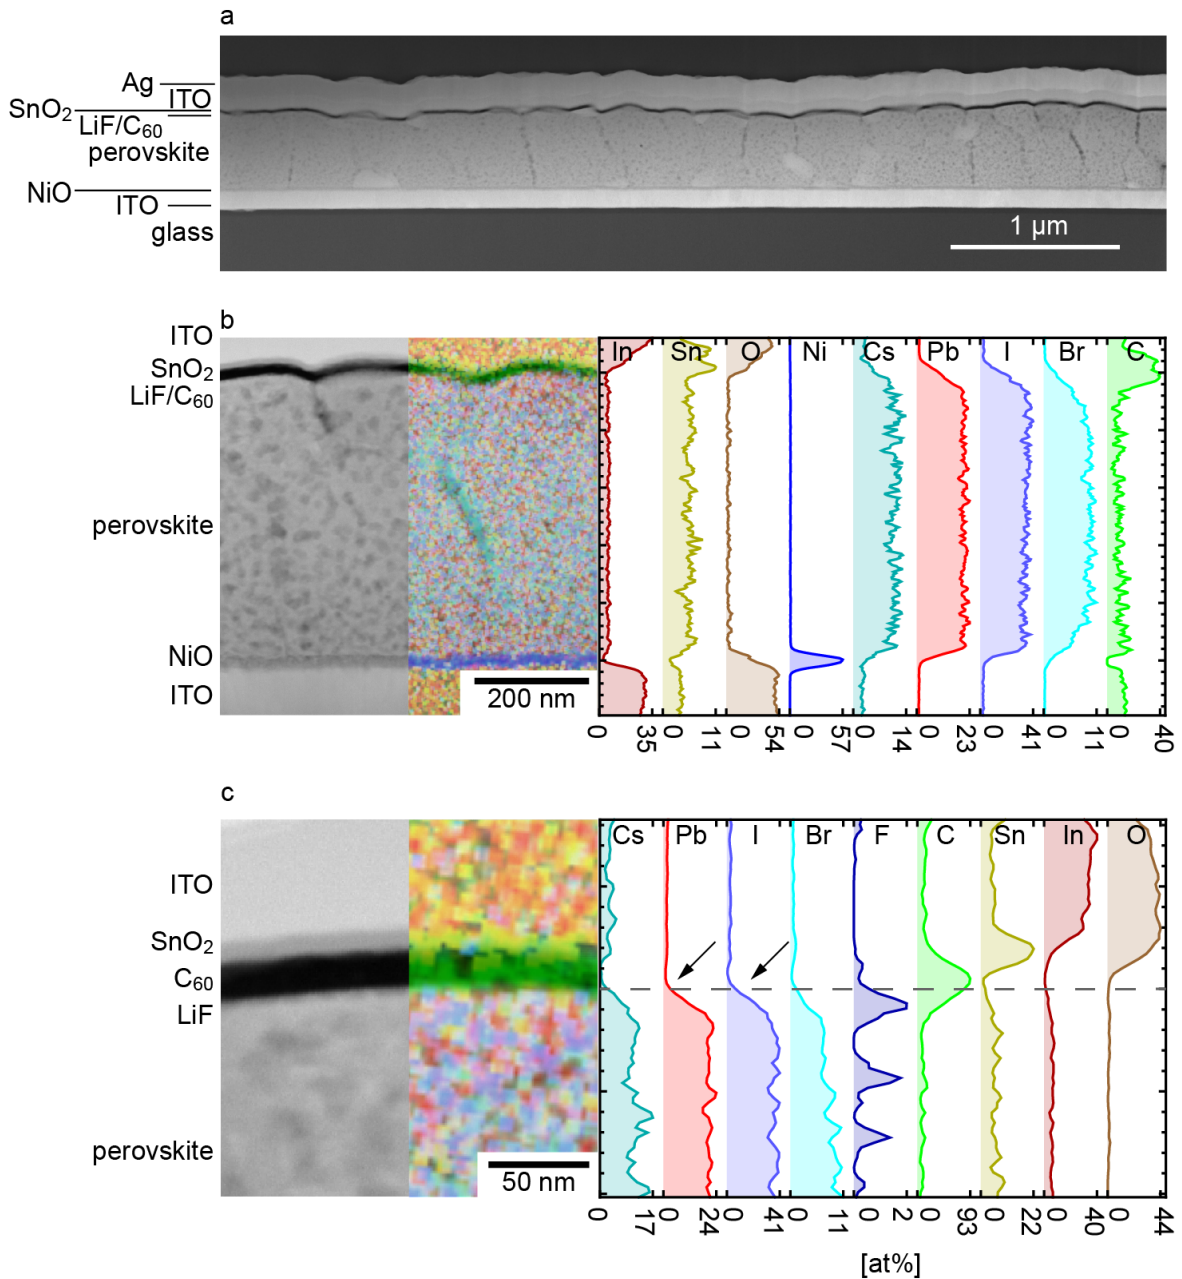 a
Ag
ITO
SnO₂
LiF/C₆₀
perovskite
NiO
ITO
glass
1 µm
b
ITO
SnO₂
LiF/C₆₀
perovskite
NiO
ITO
200 nm
In Sn O Ni Cs Pb I Br C
0 35 0 11 0 54 0 57 0 14 0 23 0 41 0 11 0 40
c
ITO
SnO₂
C₆₀
LiF
perovskite
50 nm
Cs Pb I Br F C Sn In O
0 17 0 24 0 41 0 11 0 2 0 93 0 22 0 40 0 44
[at%]